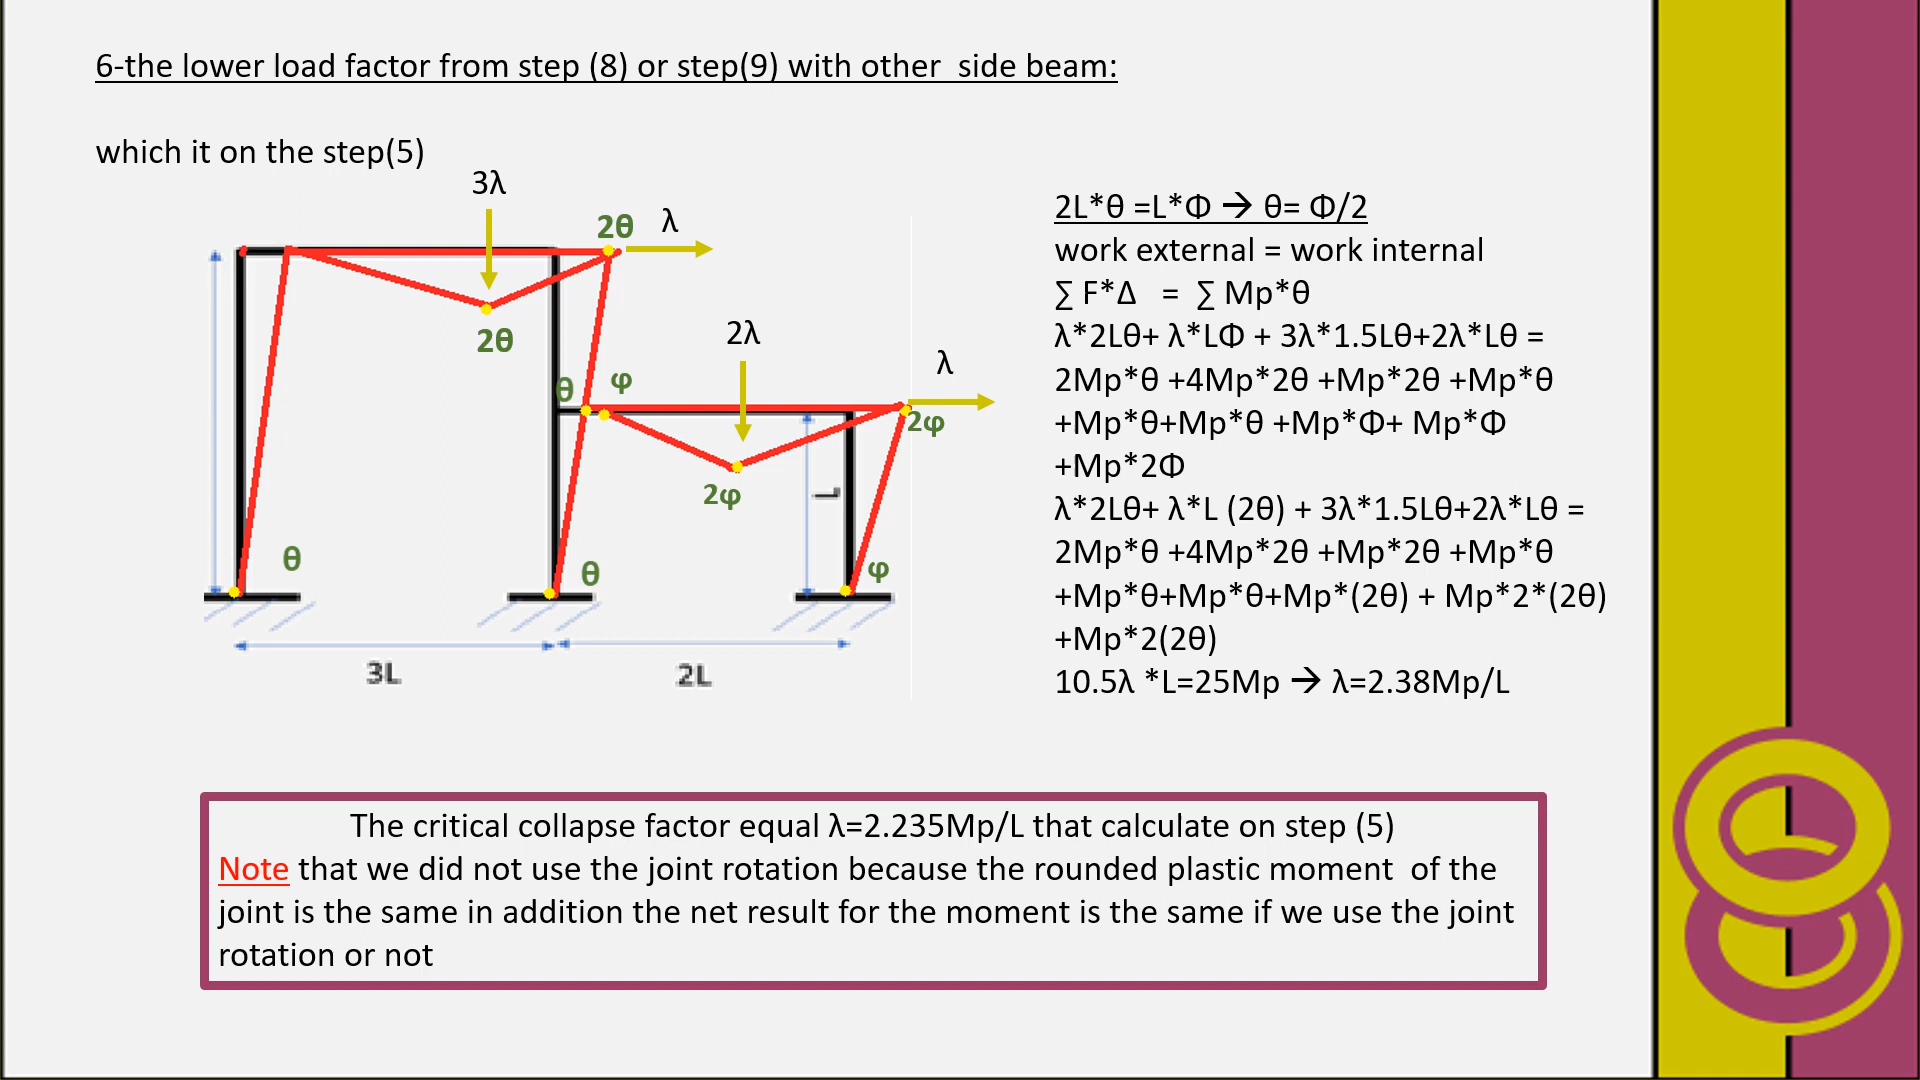 6-the lower load factor from step (8) or step(9) with other  side beam:
which it on the step(5)
3λ
2θ
λ
2θ
2λ
λ
θ
φ
2φ
2φ
L
θ
θ
φ
3L
2L
2L*θ =L*Φ → θ= Φ/2
work external = work internal
∑ F*Δ   =  ∑ Mp*θ
λ*2Lθ+ λ*LΦ + 3λ*1.5Lθ+2λ*Lθ =
2Mp*θ +4Mp*2θ +Mp*2θ +Mp*θ
+Mp*θ+Mp*θ +Mp*Φ+ Mp*Φ
+Mp*2Φ
λ*2Lθ+ λ*L (2θ) + 3λ*1.5Lθ+2λ*Lθ =
2Mp*θ +4Mp*2θ +Mp*2θ +Mp*θ
+Mp*θ+Mp*θ+Mp*(2θ) + Mp*2*(2θ)
+Mp*2(2θ)
10.5λ *L=25Mp → λ=2.38Mp/L
The critical collapse factor equal λ=2.235Mp/L that calculate on step (5)
Note that we did not use the joint rotation because the rounded plastic moment  of the
joint is the same in addition the net result for the moment is the same if we use the joint
rotation or not